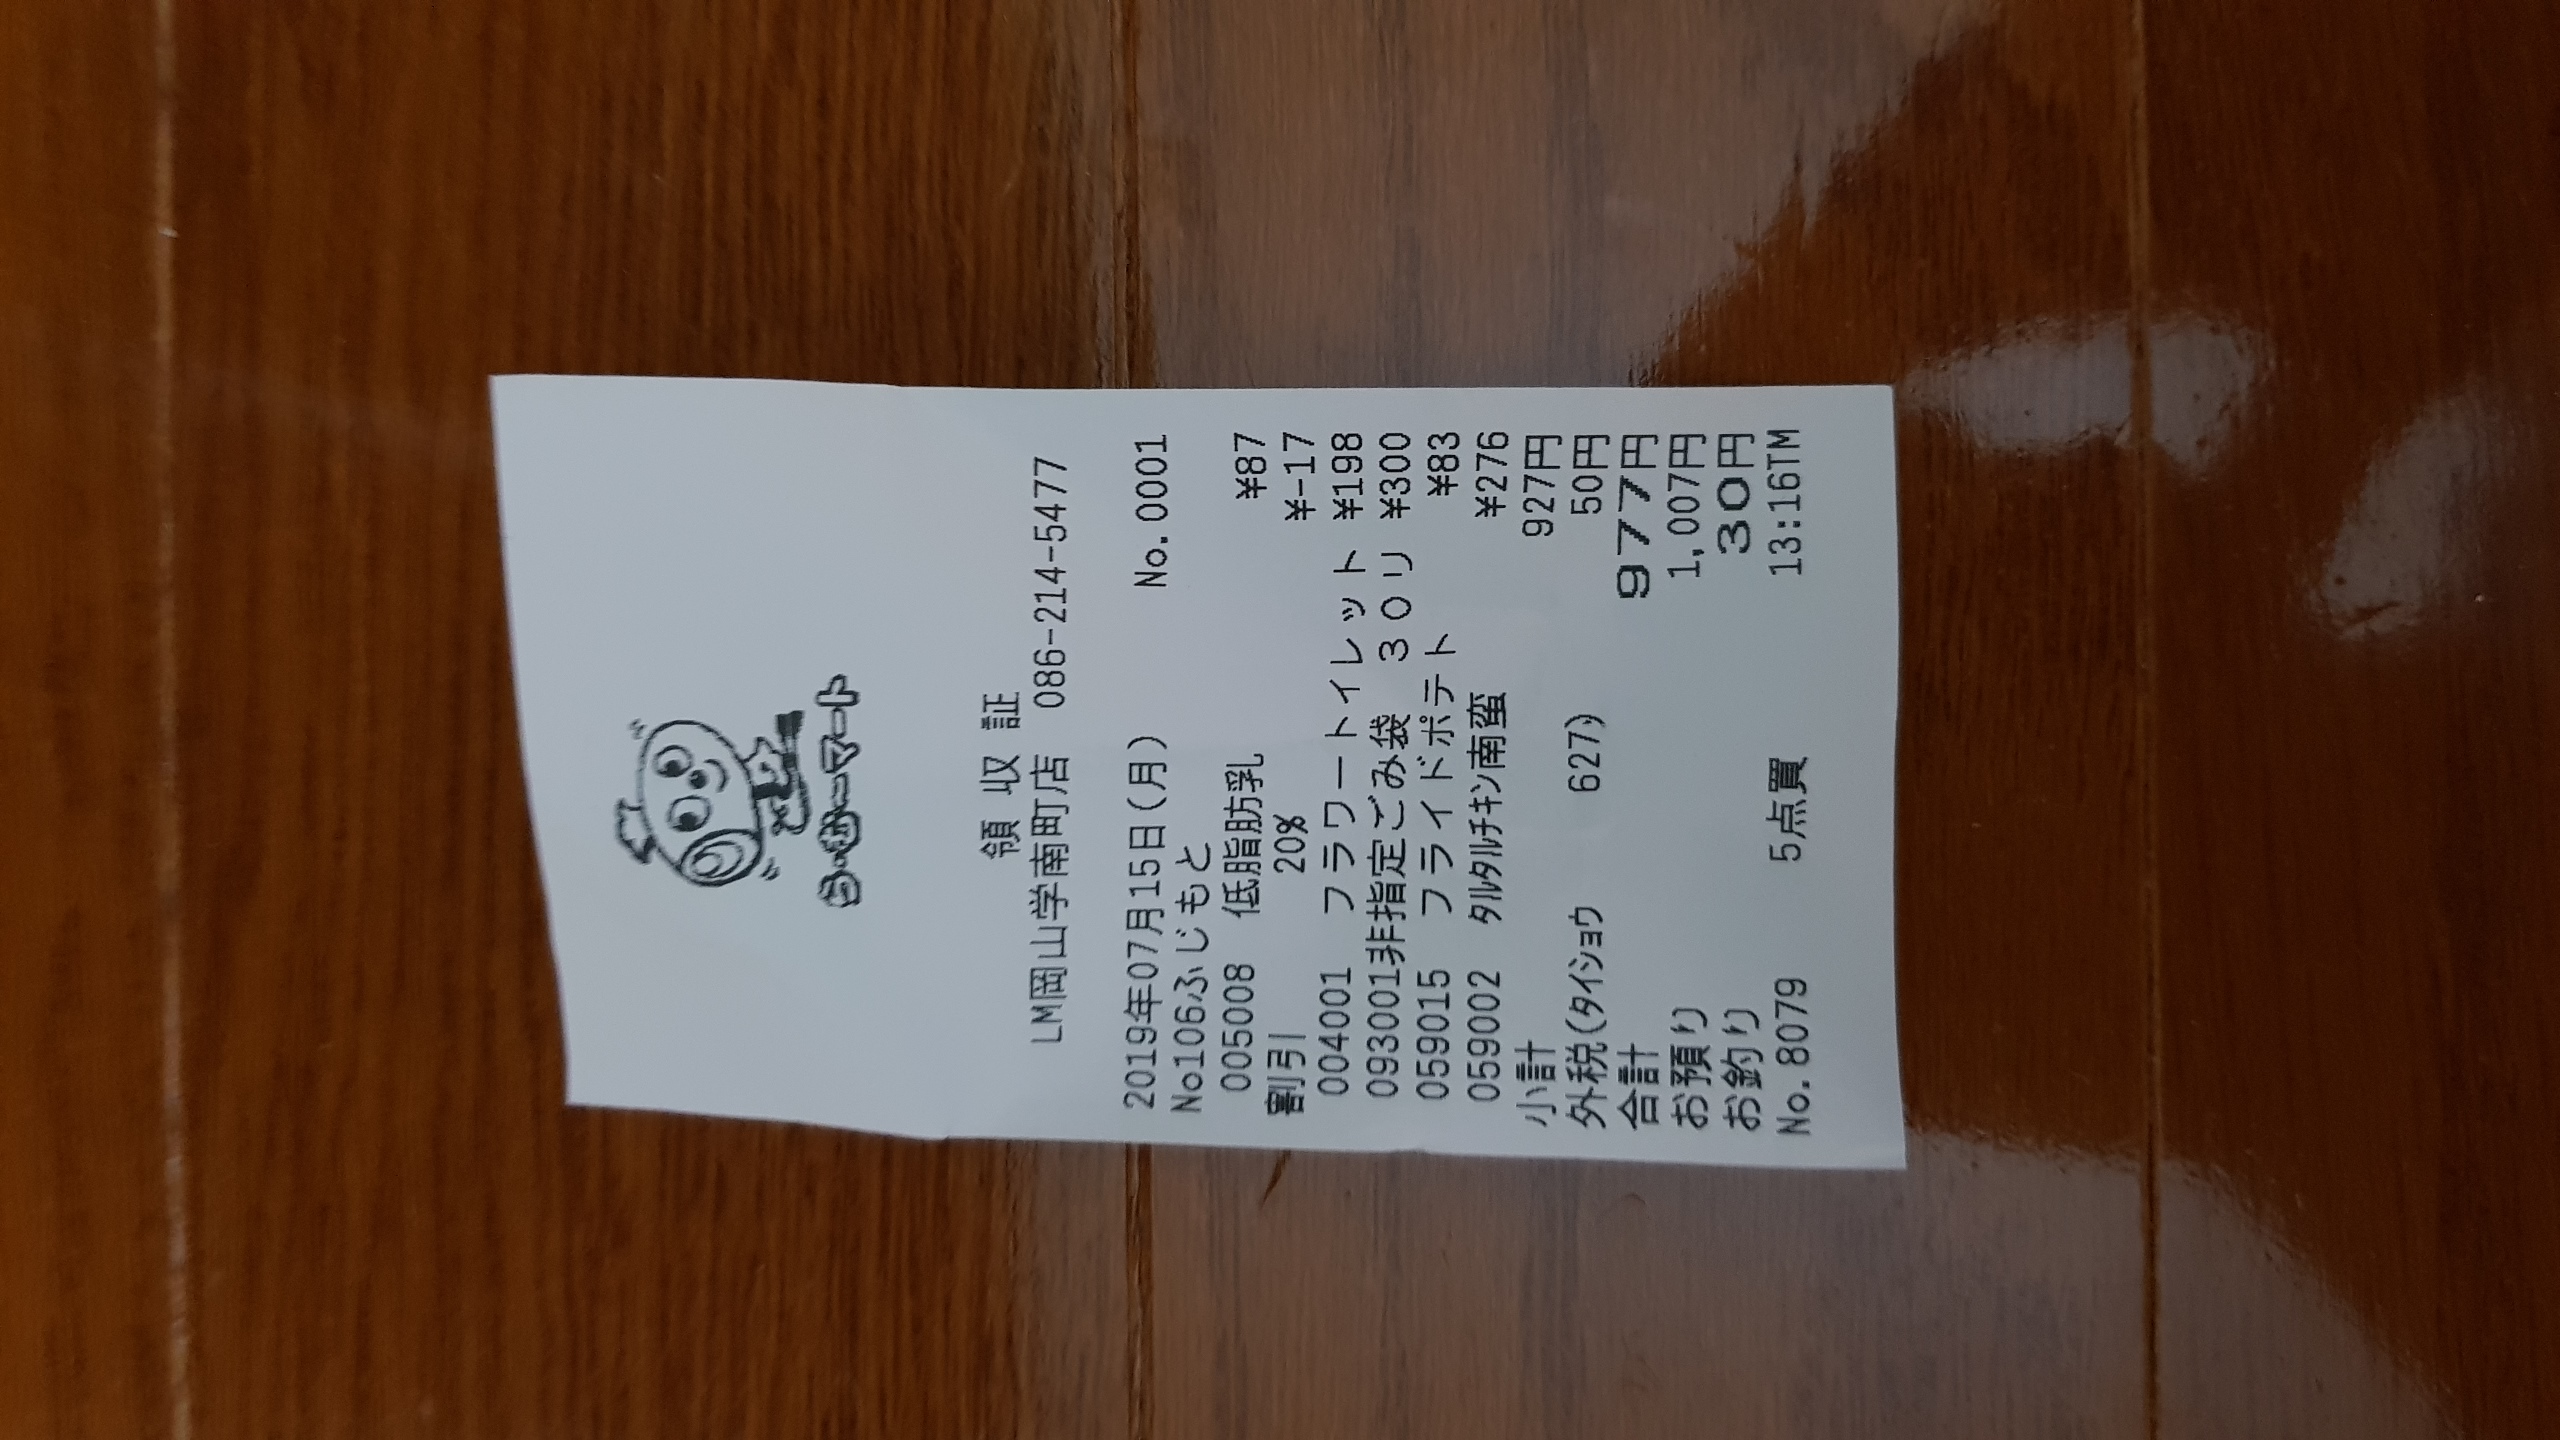 ら・む～マート
領収証
LM岡山学南町店 086-214-5477
2019年07月15日(月) No.0001
No106ふじもと
005008 低脂肪乳 ¥87
割引 20% ¥-17
004001 フラワートイレット ¥198
093001非指定ごみ袋 30リ ¥300
059015 フライドポテト ¥83
059002 ﾀﾙﾀﾙﾁｷﾝ南蛮 ¥276
小計 927円
外税(ﾀｲｼｮｳ 627) 50円
合計 977円
お預り 1,007円
お釣り 30円
No.8079 5点買 13:16TM